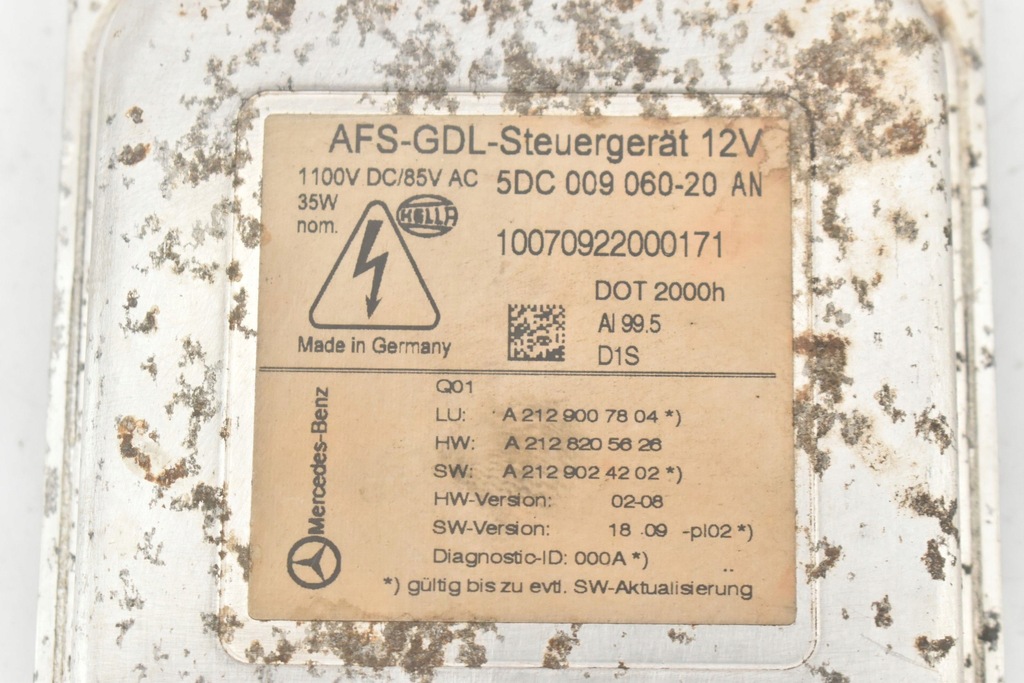 AFS-GDL-Steuergerät 12V
1100V DC/85V AC 5DC 009 060-20 AN
35W
nom.
HELLA
10070922000171
DOT 2000h
Al 99.5
D1S
Made in Germany
Mercedes-Benz
Q01
LU: A 212 900 78 04 *)
HW: A 212 820 56 26
SW: A 212 902 42 02 *)
HW-Version: 02-08
SW-Version: 18 .09 -pl02 *)
Diagnostic-ID: 000A *)
*) gültig bis zu evtl. SW-Aktualisierung